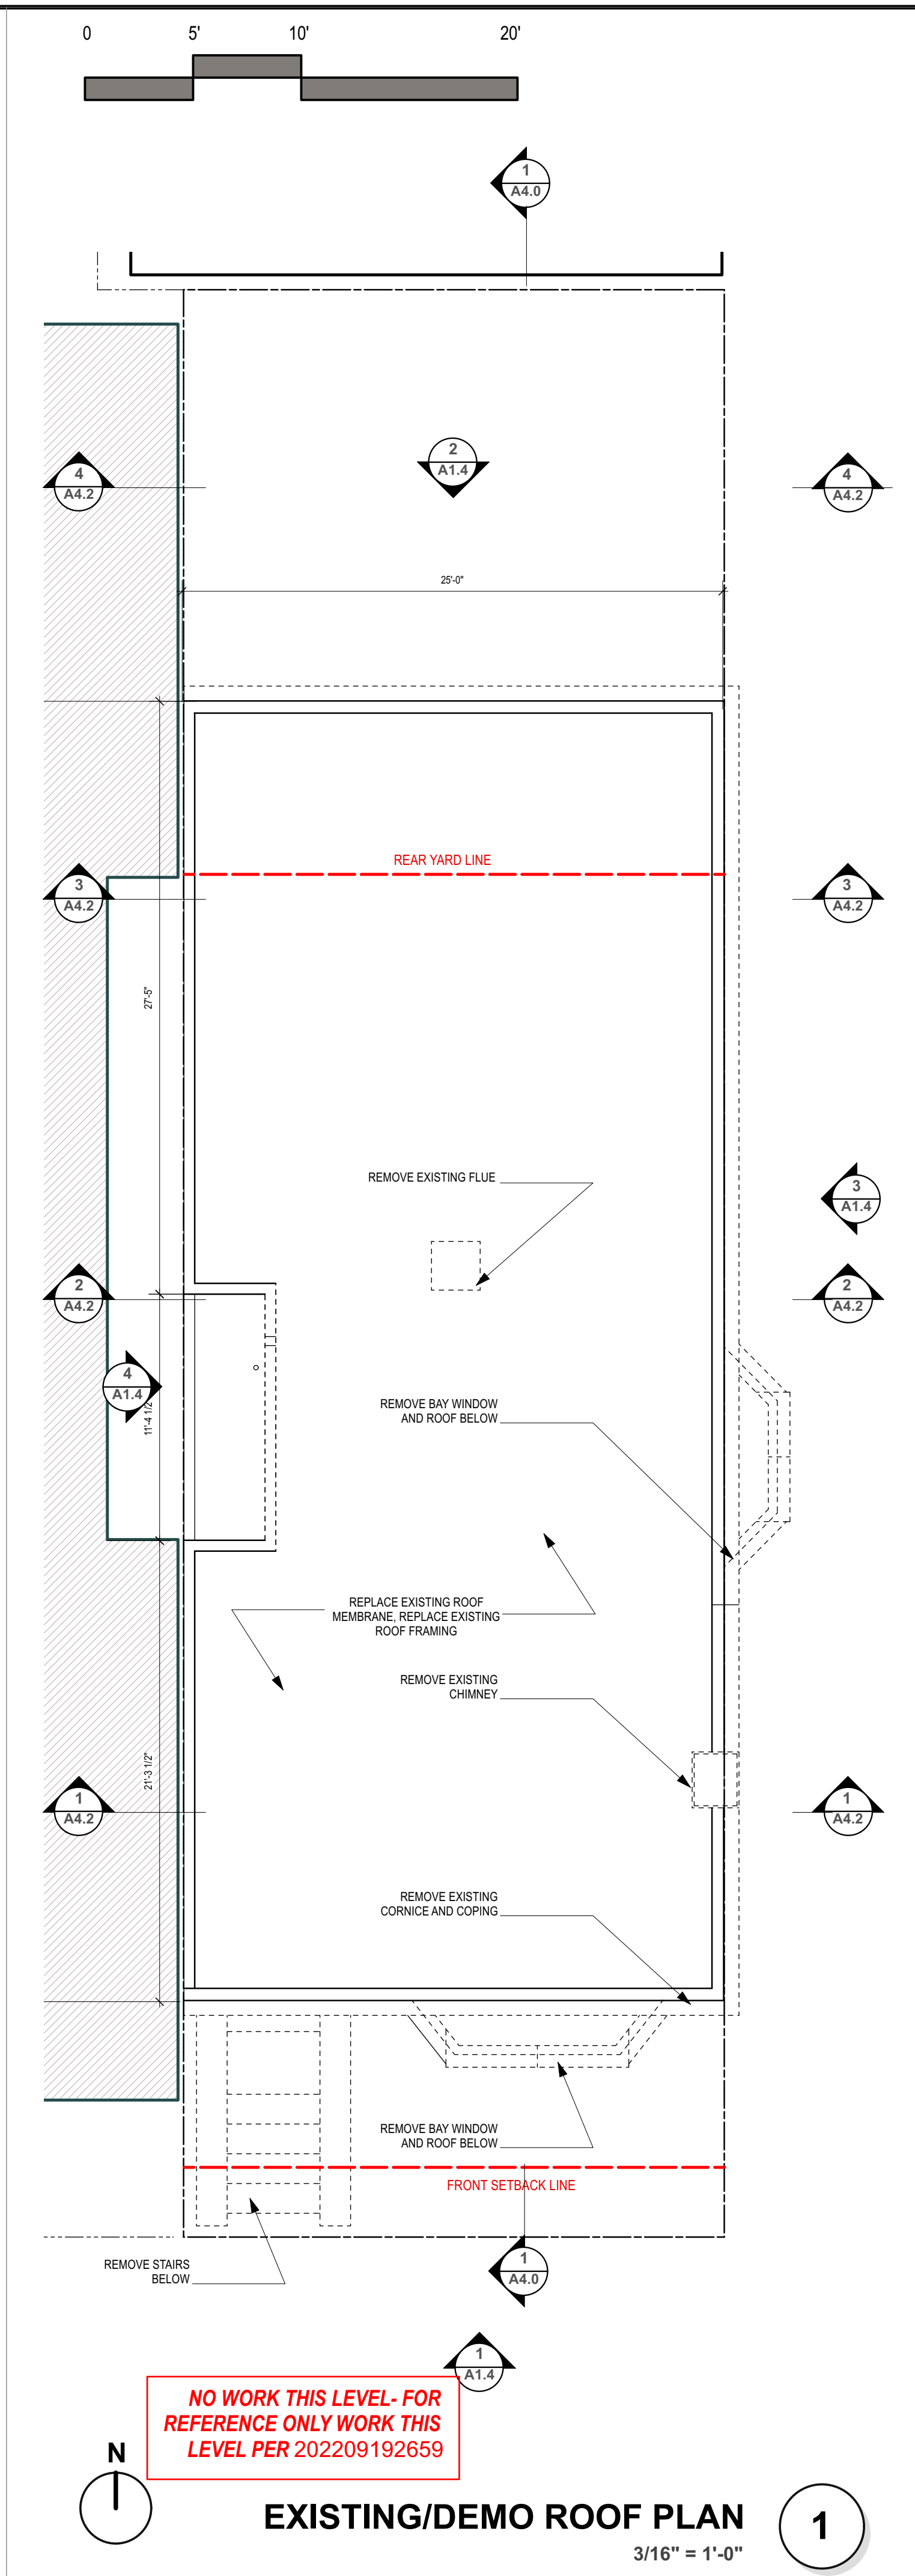 0 5' 10' 20'
1
A4.0
2
A1.4
4
A4.2
4
A4.2
25'-0"
REAR YARD LINE
3
A4.2
3
A4.2
27'-5"
REMOVE EXISTING FLUE
3
A1.4
2
A4.2
2
A4.2
4
A1.4
11'-4 1/2"
REMOVE BAY WINDOW
AND ROOF BELOW
REPLACE EXISTING ROOF
MEMBRANE, REPLACE EXISTING
ROOF FRAMING
REMOVE EXISTING
CHIMNEY
21'-3 1/2"
1
A4.2
1
A4.2
REMOVE EXISTING
CORNICE AND COPING
REMOVE BAY WINDOW
AND ROOF BELOW
FRONT SETBACK LINE
REMOVE STAIRS
BELOW
1
A4.0
1
A1.4
NO WORK THIS LEVEL- FOR
REFERENCE ONLY WORK THIS
LEVEL PER 202209192659
N
EXISTING/DEMO ROOF PLAN
1
3/16" = 1'-0"